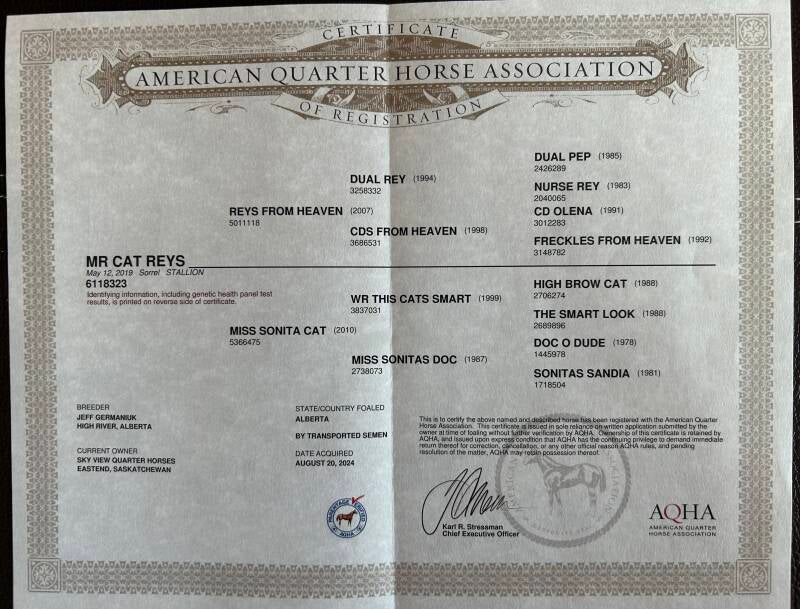 CERTIFICATE
AMERICAN QUARTER HORSE ASSOCIATION
OF REGISTRATION
DUAL PEP (1985)
2426289
DUAL REY (1994)
3258332
NURSE REY (1983)
2040065
REYS FROM HEAVEN (2007)
5011118
CD OLENA (1991)
3012283
CDS FROM HEAVEN (1998)
3686531
FRECKLES FROM HEAVEN (1992)
3148782
MR CAT REYS
May 12, 2019 Sorrel STALLION
6118323
Identifying information, including genetic health panel test
results, is printed on reverse side of certificate.
HIGH BROW CAT (1988)
2706274
WR THIS CATS SMART (1999)
3837031
THE SMART LOOK (1988)
2689896
MISS SONITA CAT (2010)
5366475
DOC O DUDE (1978)
1445978
MISS SONITAS DOC (1987)
2738073
SONITAS SANDIA (1981)
1718504
BREEDER
JEFF GERMANIUK
HIGH RIVER, ALBERTA
CURRENT OWNER
SKY VIEW QUARTER HORSES
EASTEND, SASKATCHEWAN
STATE/COUNTRY FOALED
ALBERTA
BY TRANSPORTED SEMEN
DATE ACQUIRED
AUGUST 20, 2024
PARENTAGE VERIFIED
AQHA
This is to certify the above named and described horse has been registered with the American Quarter
Horse Association. This certificate is issued in sole reliance on written application submitted by the
owner at time of foaling without further verification by AQHA. Ownership of this certificate is retained by
AQHA, and issued upon express condition that AQHA has the continuing privilege to demand immediate
return thereof for correction, cancellation, or any other official reason AQHA rules, and pending
resolution of the matter, AQHA may retain possession thereof.
Karl R. Stressman
Chief Executive Officer
AQHA
AMERICAN QUARTER
HORSE ASSOCIATION